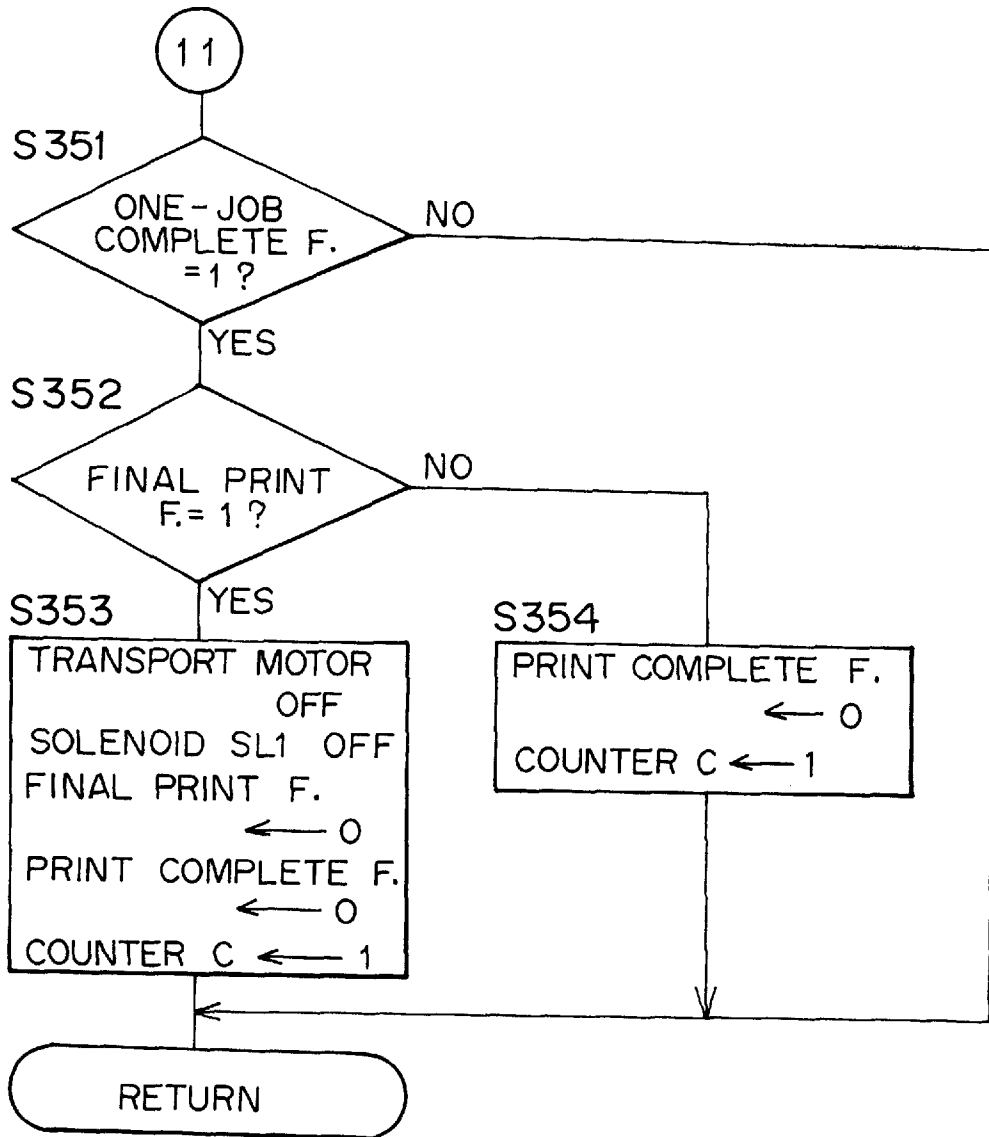 11
S351
ONE-JOB
COMPLETE F.
=1?
NO
YES
S352
FINAL PRINT
F.=1?
NO
YES
S353
TRANSPORT MOTOR
OFF
SOLENOID SL1 OFF
FINAL PRINT F.
← 0
PRINT COMPLETE F.
← 0
COUNTER C ← 1
S354
PRINT COMPLETE F.
← 0
COUNTER C ← 1
RETURN